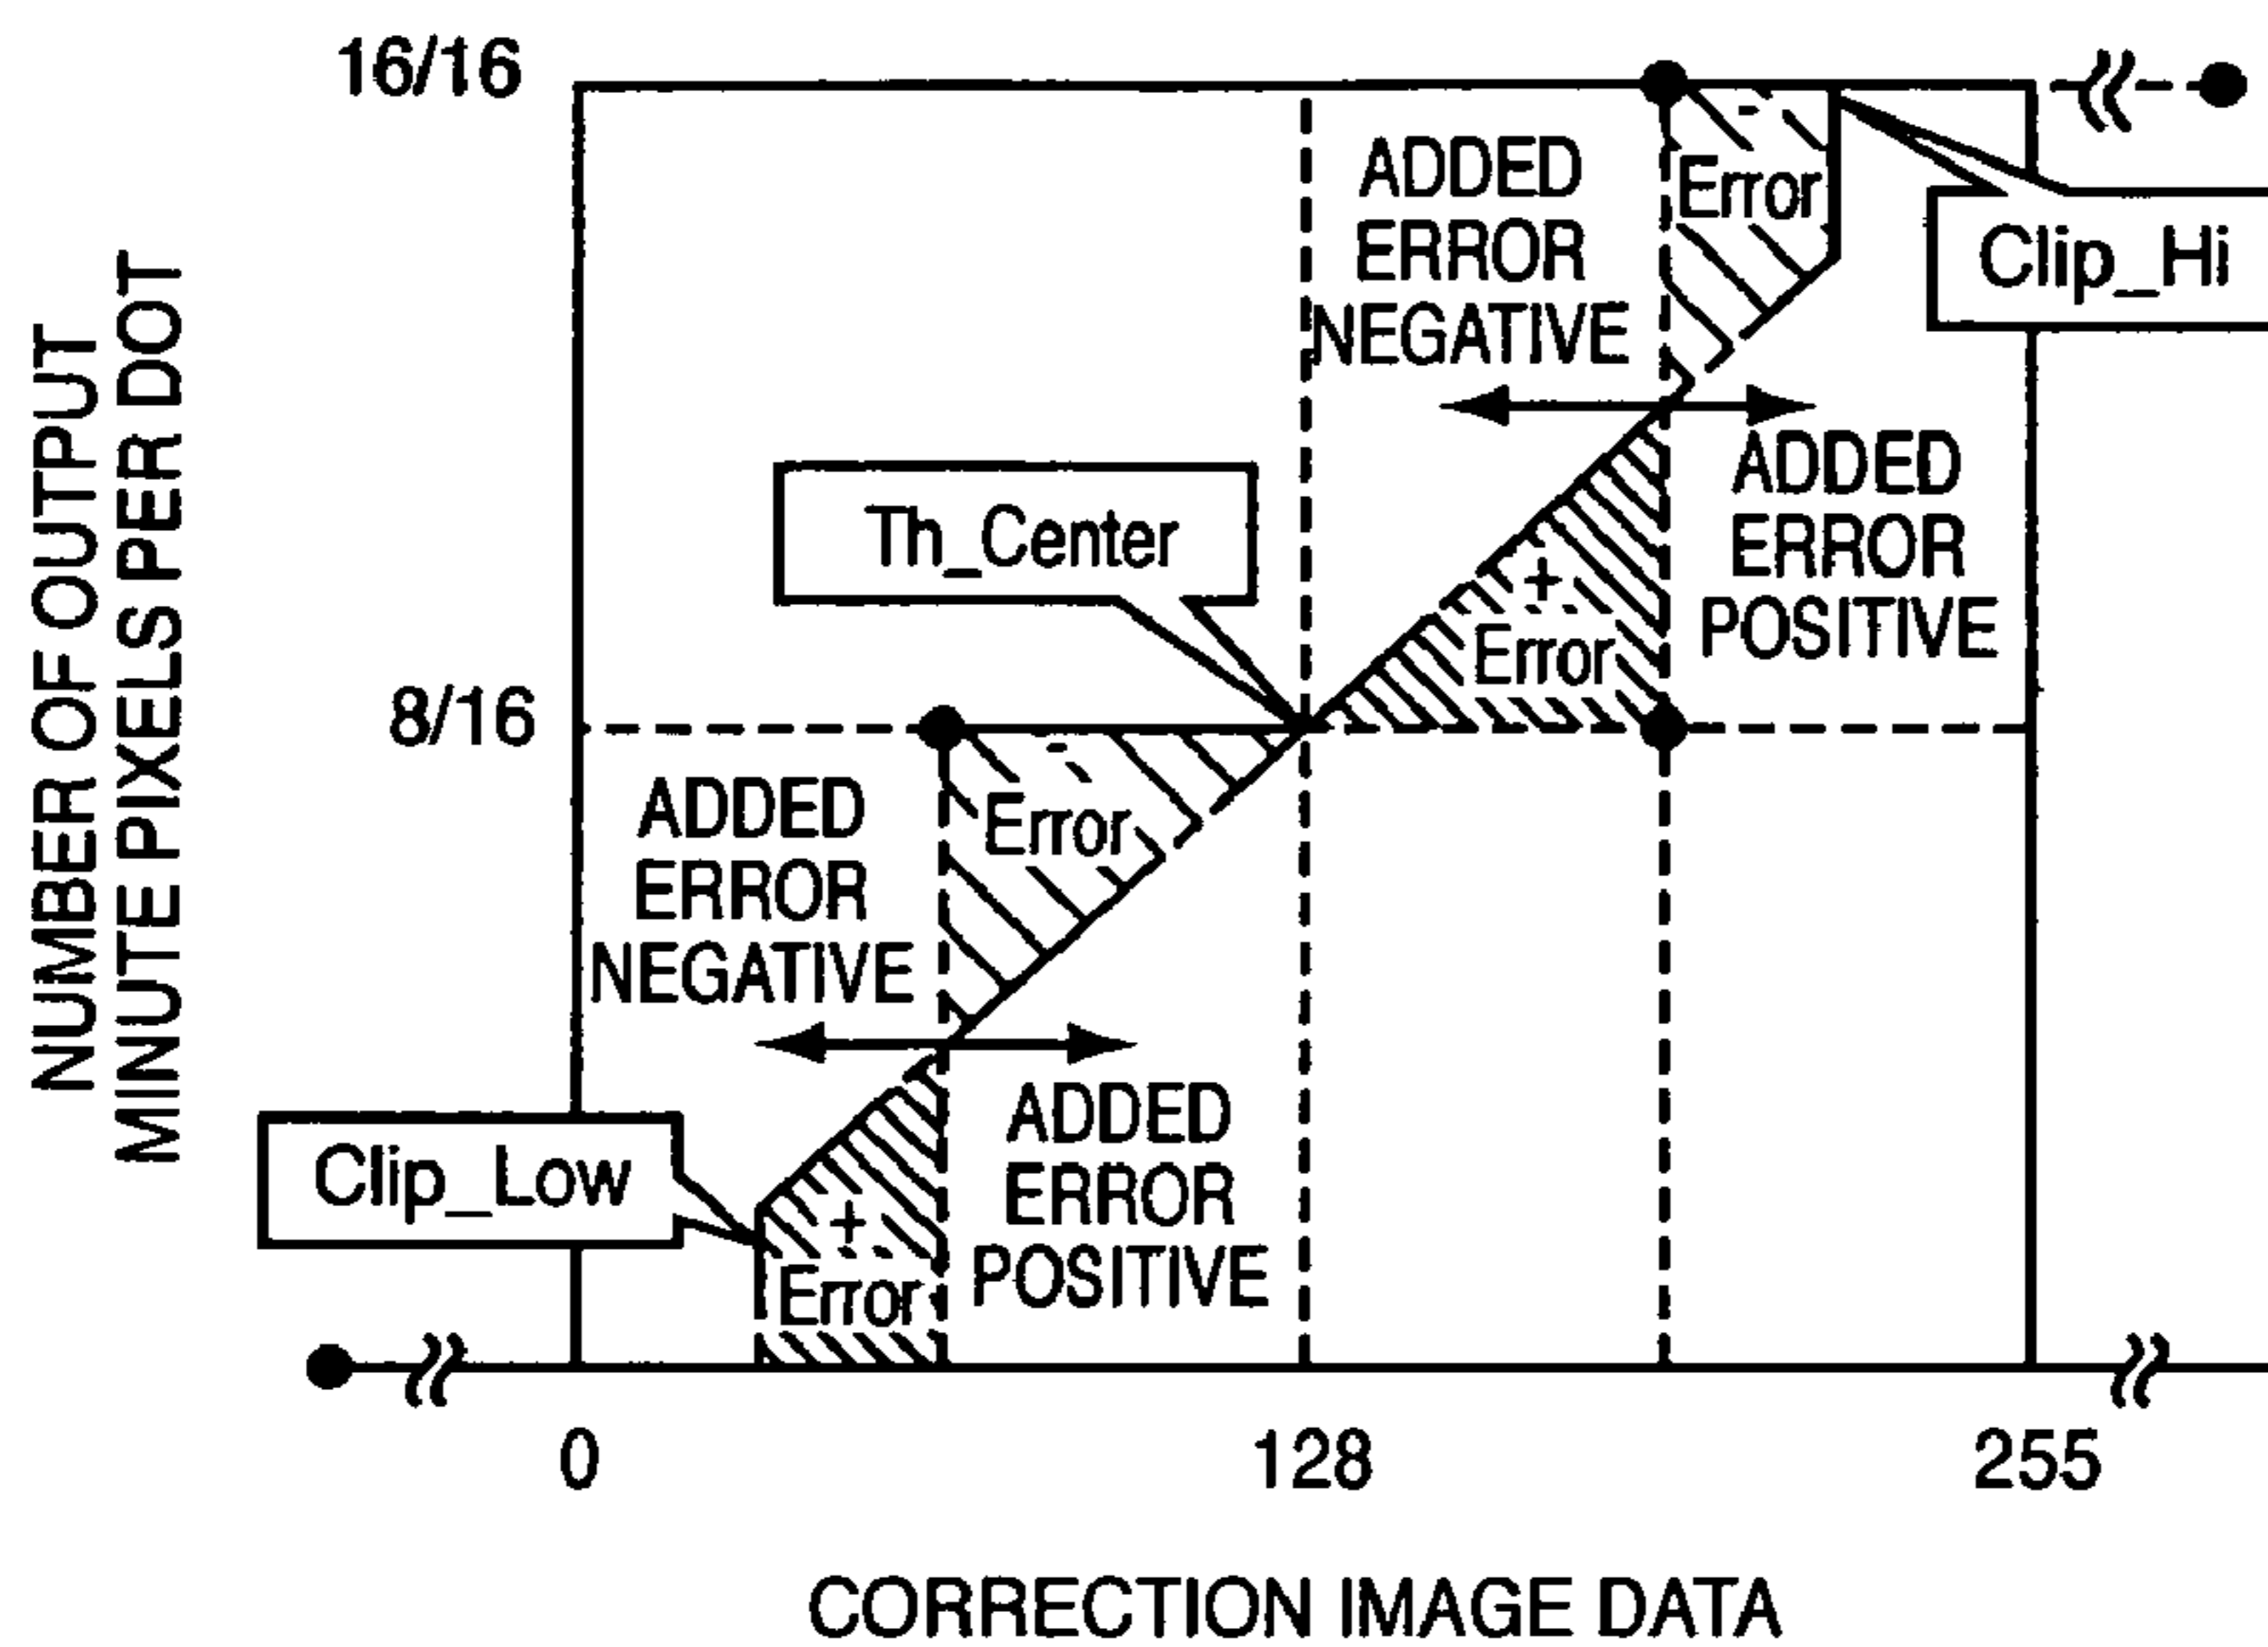 16/16
ADDED
ERROR
NEGATIVE
-
Error
Clip_Hi
NUMBER OF OUTPUT
MINUTE PIXELS PER DOT
Th_Center
ADDED
ERROR
POSITIVE
+
Error
8/16
-
Error
ADDED
ERROR
NEGATIVE
Clip_Low
ADDED
ERROR
POSITIVE
+
Error
0
128
255
CORRECTION IMAGE DATA